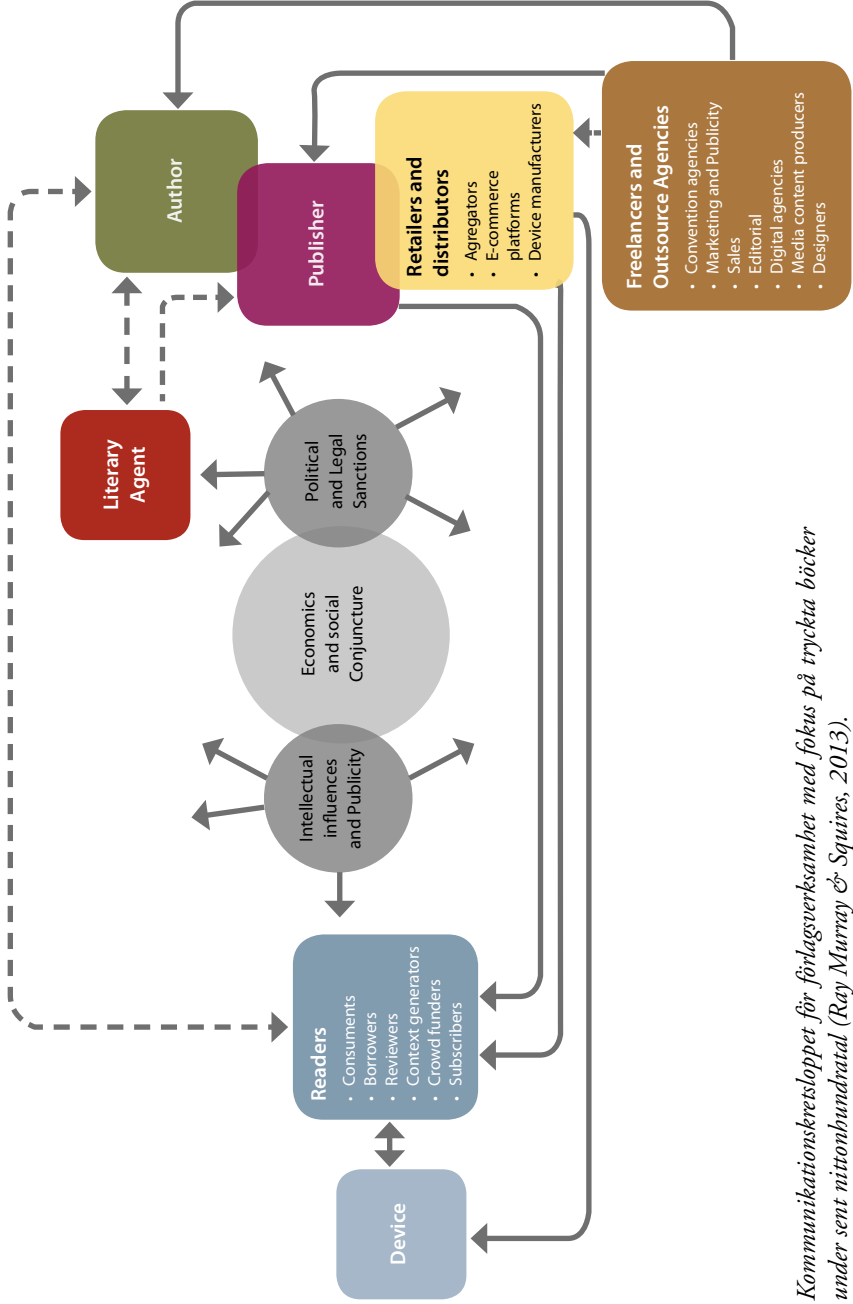 Author
Literary
Agent
Publisher
Political
and Legal
Sanctions
Economics
and social
Conjuncture
Intellectual
influences
and Publicity
Readers
• Consuments
• Borrowers
• Reviewers
• Context generators
• Crowd funders
• Subscribers
Device
Retailers and
distributors
• Agregators
• E-commerce
platforms
• Device manufacturers
Freelancers and
Outsource Agencies
• Convention agencies
• Marketing and Publicity
• Sales
• Editorial
• Digital agencies
• Media content producers
• Designers
Kommunikationskretsloppet för förlagsverksamhet med fokus på tryckta böcker
under sent nittonhundratal (Ray Murray & Squires, 2013).